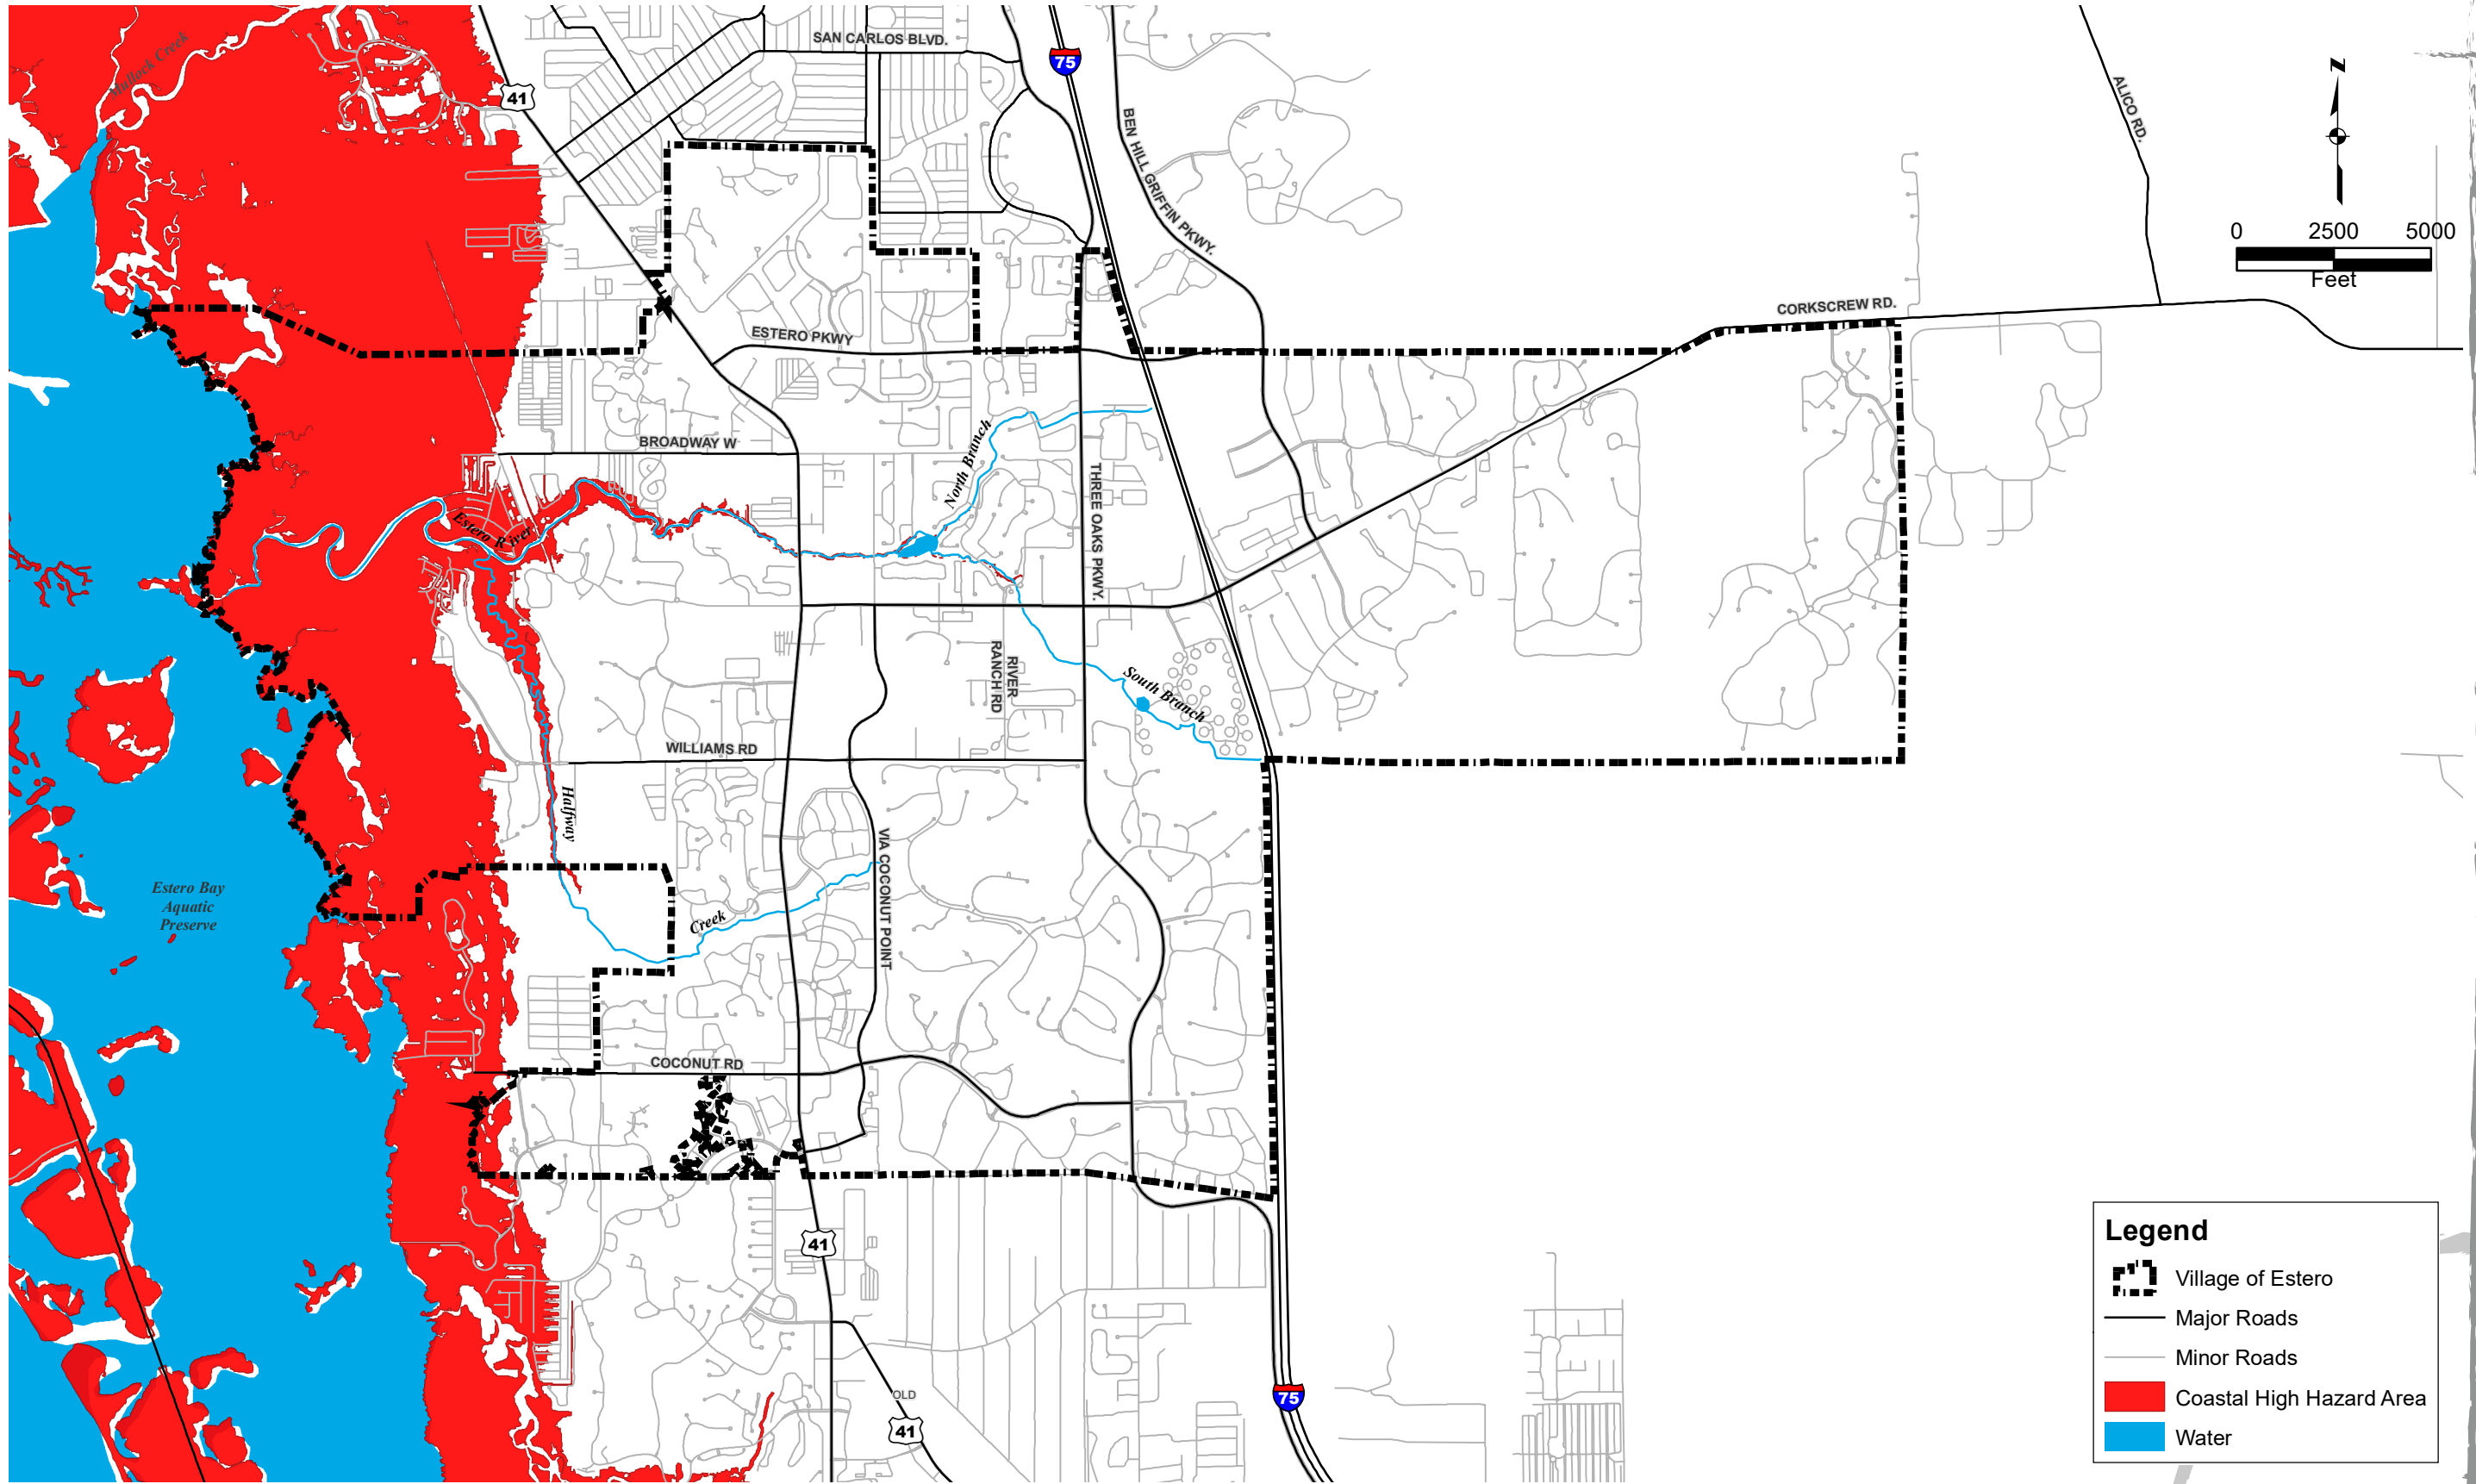 Mullock Creek
SAN CARLOS BLVD.
75
41
BEN HILL GRIFFIN PKWY.
ALICO RD.
N
0 2500 5000
Feet
CORKSCREW RD.
ESTERO PKWY
BROADWAY W
North Branch
THREE OAKS PKWY.
Estero River
RIVER
RANCH RD
South Branch
WILLIAMS RD
Halfway
VIA COCONUT POINT
Estero Bay
Aquatic
Preserve
Creek
COCONUT RD
41
75
OLD
41
Legend
Village of Estero
Major Roads
Minor Roads
Coastal High Hazard Area
Water